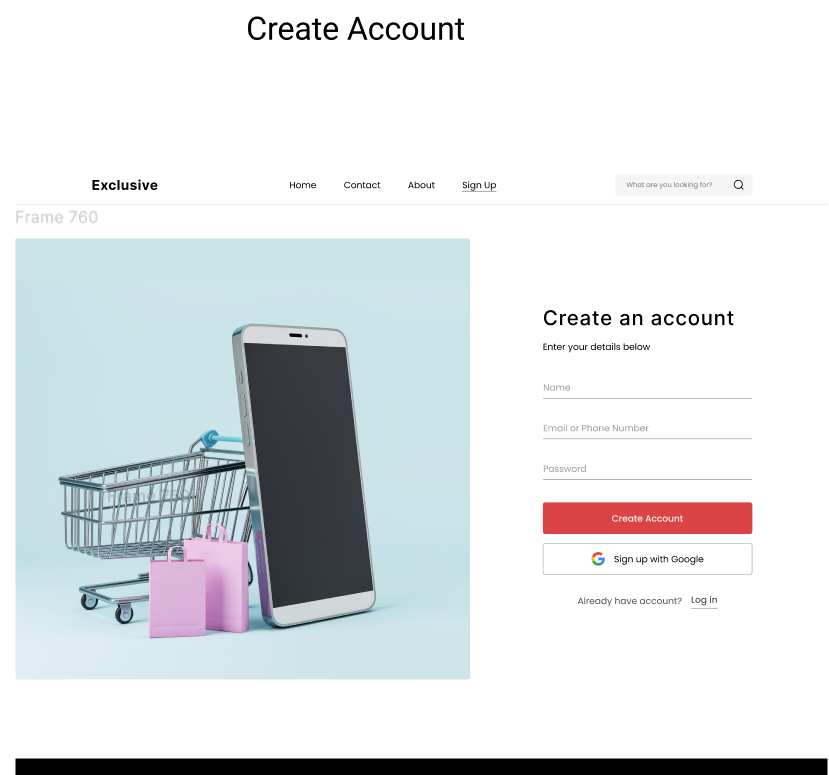 Create Account
Exclusive Home Contact About Sign Up What are you looking for?
Frame 760
Create an account
Enter your details below
Name
Email or Phone Number
Password
Create Account
Sign up with Google
Already have account? Log in